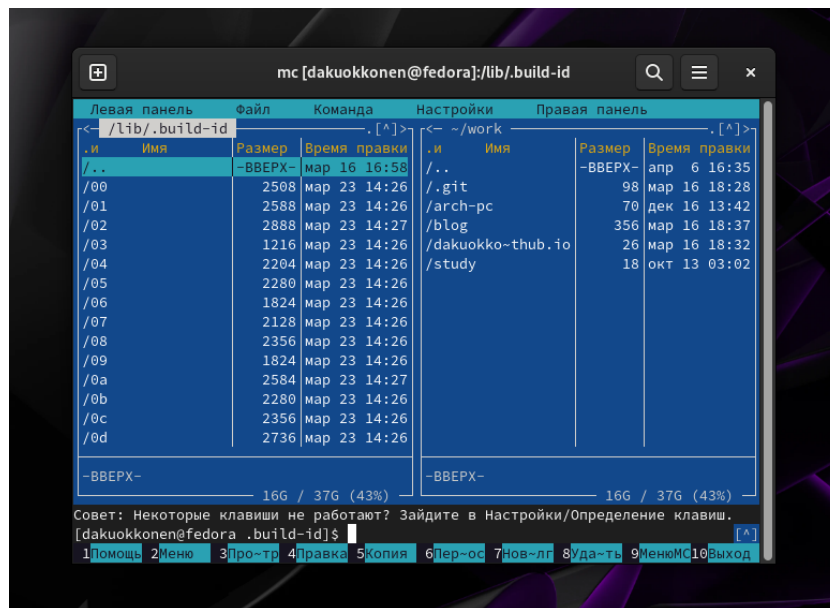 mc [dakuokkonen@fedora]:/lib/.build-id
Левая панель Файл Команда Настройки Правая панель
<— /lib/.build-id .[^]>
.и Имя Размер Время правки
/.. -ВВЕРХ- мар 16 16:58
/00 2508 мар 23 14:26
/01 2588 мар 23 14:26
/02 2888 мар 23 14:27
/03 1216 мар 23 14:26
/04 2204 мар 23 14:26
/05 2280 мар 23 14:26
/06 1824 мар 23 14:26
/07 2128 мар 23 14:26
/08 2356 мар 23 14:26
/09 1824 мар 23 14:26
/0a 2584 мар 23 14:27
/0b 2280 мар 23 14:26
/0c 2356 мар 23 14:26
/0d 2736 мар 23 14:26
-ВВЕРХ-
16G / 37G (43%)
<— ~/work .[^]>
.и Имя Размер Время правки
/.. -ВВЕРХ- апр 6 16:35
/.git 98 мар 16 18:28
/arch-pc 70 дек 16 13:42
/blog 356 мар 16 18:37
/dakuokko~thub.io 26 мар 16 18:32
/study 18 окт 13 03:02
-ВВЕРХ-
16G / 37G (43%)
Совет: Некоторые клавиши не работают? Зайдите в Настройки/Определение клавиш.
[dakuokkonen@fedora .build-id]$ [^]
1Помощь 2Меню 3Про~тр 4Правка 5Копия 6Пер~ос 7Нов~лг 8Уда~ть 9МенюMC 10Выход